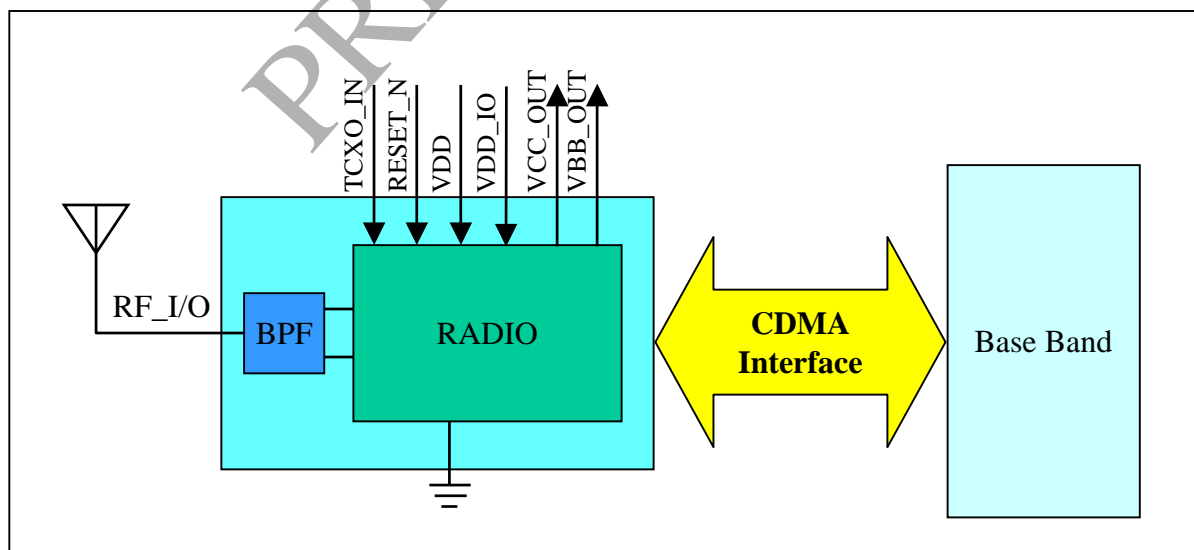 TCXO_IN
RESET_N
VDD
VDD_IO
VCC_OUT
VBB_OUT
RF_I/O
BPF
RADIO
CDMA
Interface
Base Band